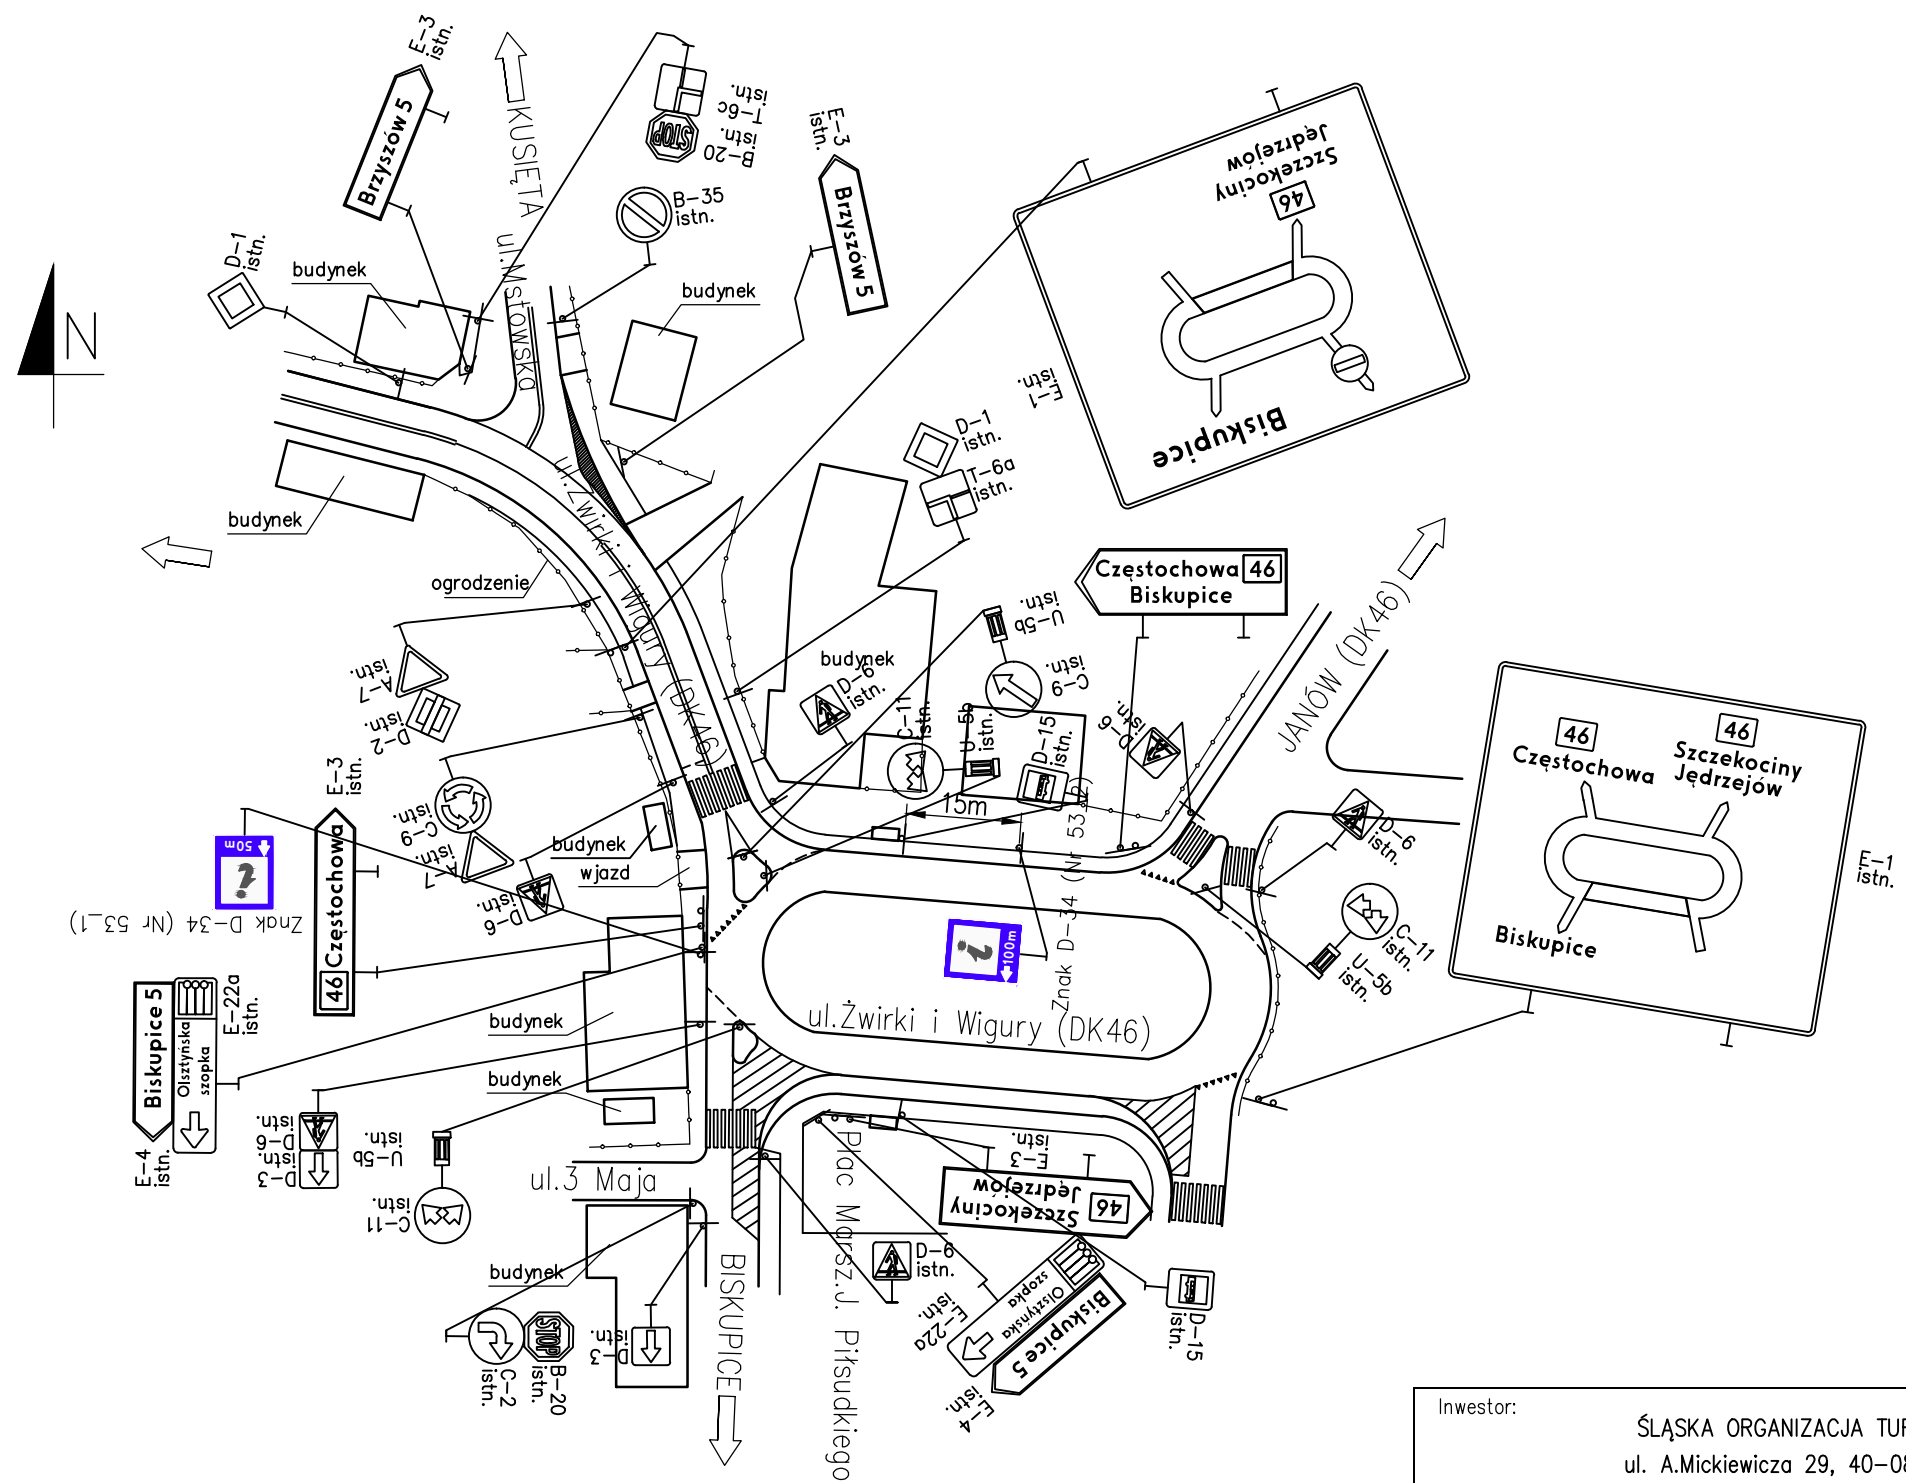 E-3
istn.
Brzyszów 5
KUSIĘTA
ul.Mstowska
T-6c
istn.
STOP
B-20
istn.
B-35
istn.
E-3
istn.
Brzyszów 5
Szczekociny
Jędrzejów
46
Biskupice
E-1
istn.
D-1
istn.
budynek
budynek
N
budynek
ogrodzenie
ul.Żwirki i Wigury (DK46)
D-1
istn.
T-6a
istn.
Częstochowa 46
Biskupice
JANÓW (DK46)
U-5b
istn.
C-9
istn.
budynek
D-6
istn.
C-11
istn.
U-5b
istn.
D-15
istn.
D-6
istn.
15m
A-7
istn.
D-2
istn.
E-3
istn.
C-9
istn.
A-7
istn.
D-6
istn.
budynek
wjazd
50m
i
Znak D-34 (Nr 53_1)
46 Częstochowa
i
100m
Znak D-34 (Nr 53_2)
ul.Żwirki i Wigury (DK46)
D-6
istn.
C-11
istn.
U-5b
istn.
46
Częstochowa
46
Szczekociny
Jędrzejów
Biskupice
E-1
istn.
Biskupice 5
Olsztyńska
szopka
E-22a
istn.
E-4
istn.
D-6
istn.
D-3
istn.
U-5b
istn.
C-11
istn.
budynek
budynek
ul.3 Maja
budynek
STOP
C-2
istn.
B-20
istn.
D-3
istn.
BISKUPICE
Plac Marsz.J. Piłsudkiego
E-3
istn.
Szczekociny
Jędrzejów
46
D-6
istn.
Olsztyńska
szopka
E-22a
istn.
Biskupice 5
E-4
istn.
D-15
istn.
Inwestor:
ŚLĄSKA ORGANIZACJA TUR
ul. A.Mickiewicza 29, 40-08